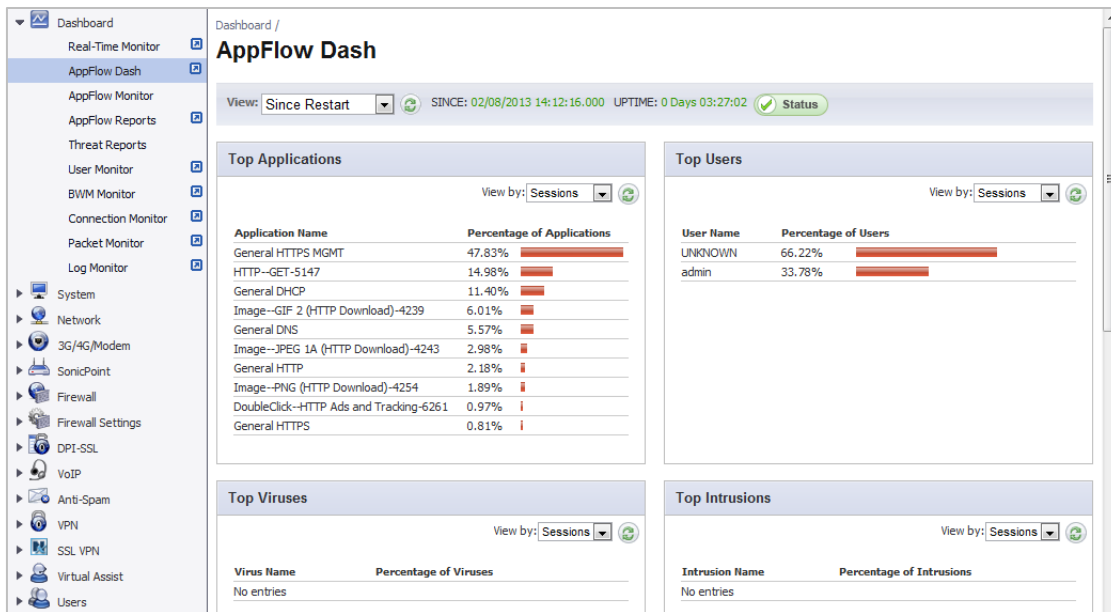 Dashboard
Real-Time Monitor
AppFlow Dash
AppFlow Monitor
AppFlow Reports
Threat Reports
User Monitor
BWM Monitor
Connection Monitor
Packet Monitor
Log Monitor
System
Network
3G/4G/Modem
SonicPoint
Firewall
Firewall Settings
DPI-SSL
VoIP
Anti-Spam
VPN
SSL VPN
Virtual Assist
Users
Dashboard /
AppFlow Dash
View: Since Restart SINCE: 02/08/2013 14:12:16.000 UPTIME: 0 Days 03:27:02 Status
Top Applications
View by: Sessions
Application Name Percentage of Applications
General HTTPS MGMT 47.83%
HTTP--GET-5147 14.98%
General DHCP 11.40%
Image--GIF 2 (HTTP Download)-4239 6.01%
General DNS 5.57%
Image--JPEG 1A (HTTP Download)-4243 2.98%
General HTTP 2.18%
Image--PNG (HTTP Download)-4254 1.89%
DoubleClick--HTTP Ads and Tracking-6261 0.97%
General HTTPS 0.81%
Top Users
View by: Sessions
User Name Percentage of Users
UNKNOWN 66.22%
admin 33.78%
Top Viruses
View by: Sessions
Virus Name Percentage of Viruses
No entries
Top Intrusions
View by: Sessions
Intrusion Name Percentage of Intrusions
No entries